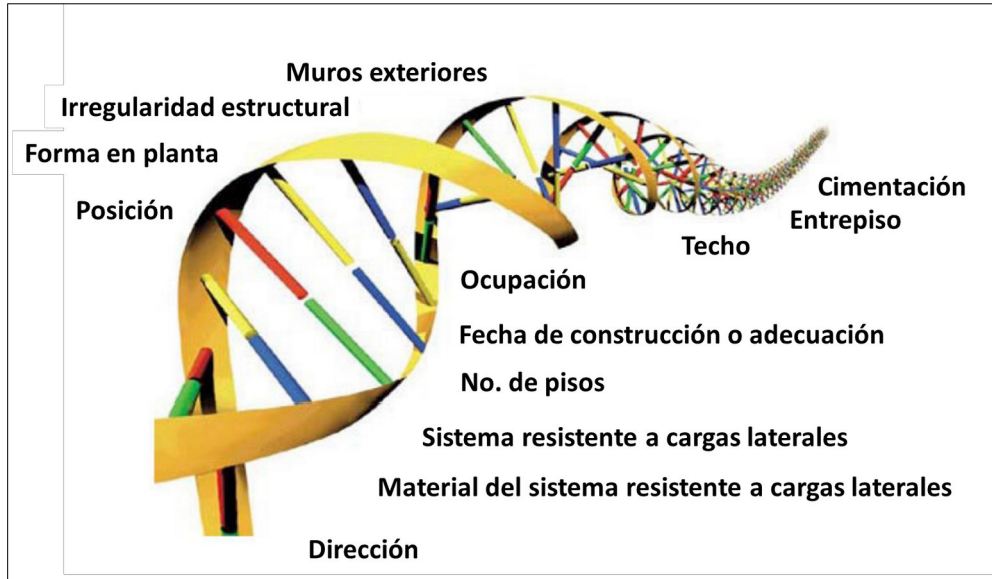 Muros exteriores
Irregularidad estructural
Forma en planta
Posición
Cimentación
Entrepiso
Techo
Ocupación
Fecha de construcción o adecuación
No. de pisos
Sistema resistente a cargas laterales
Material del sistema resistente a cargas laterales
Dirección